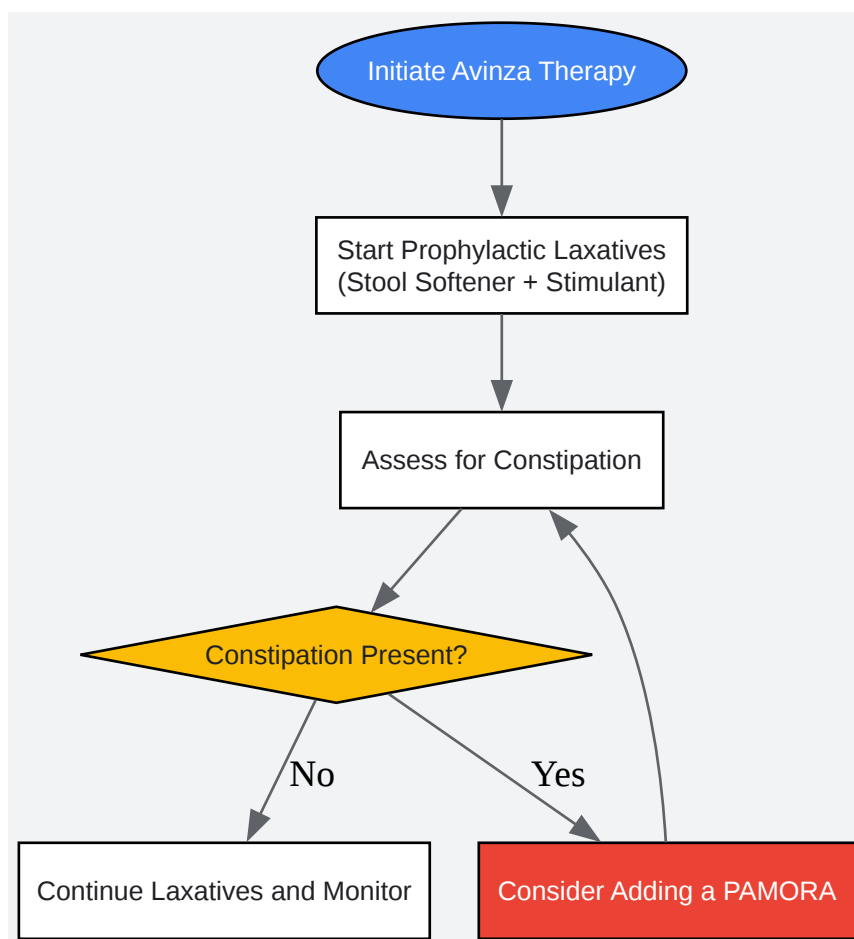 Initiate Avinza Therapy
Start Prophylactic Laxatives
(Stool Softener + Stimulant)
Assess for Constipation
Constipation Present?
No
Yes
Continue Laxatives and Monitor
Consider Adding a PAMORA